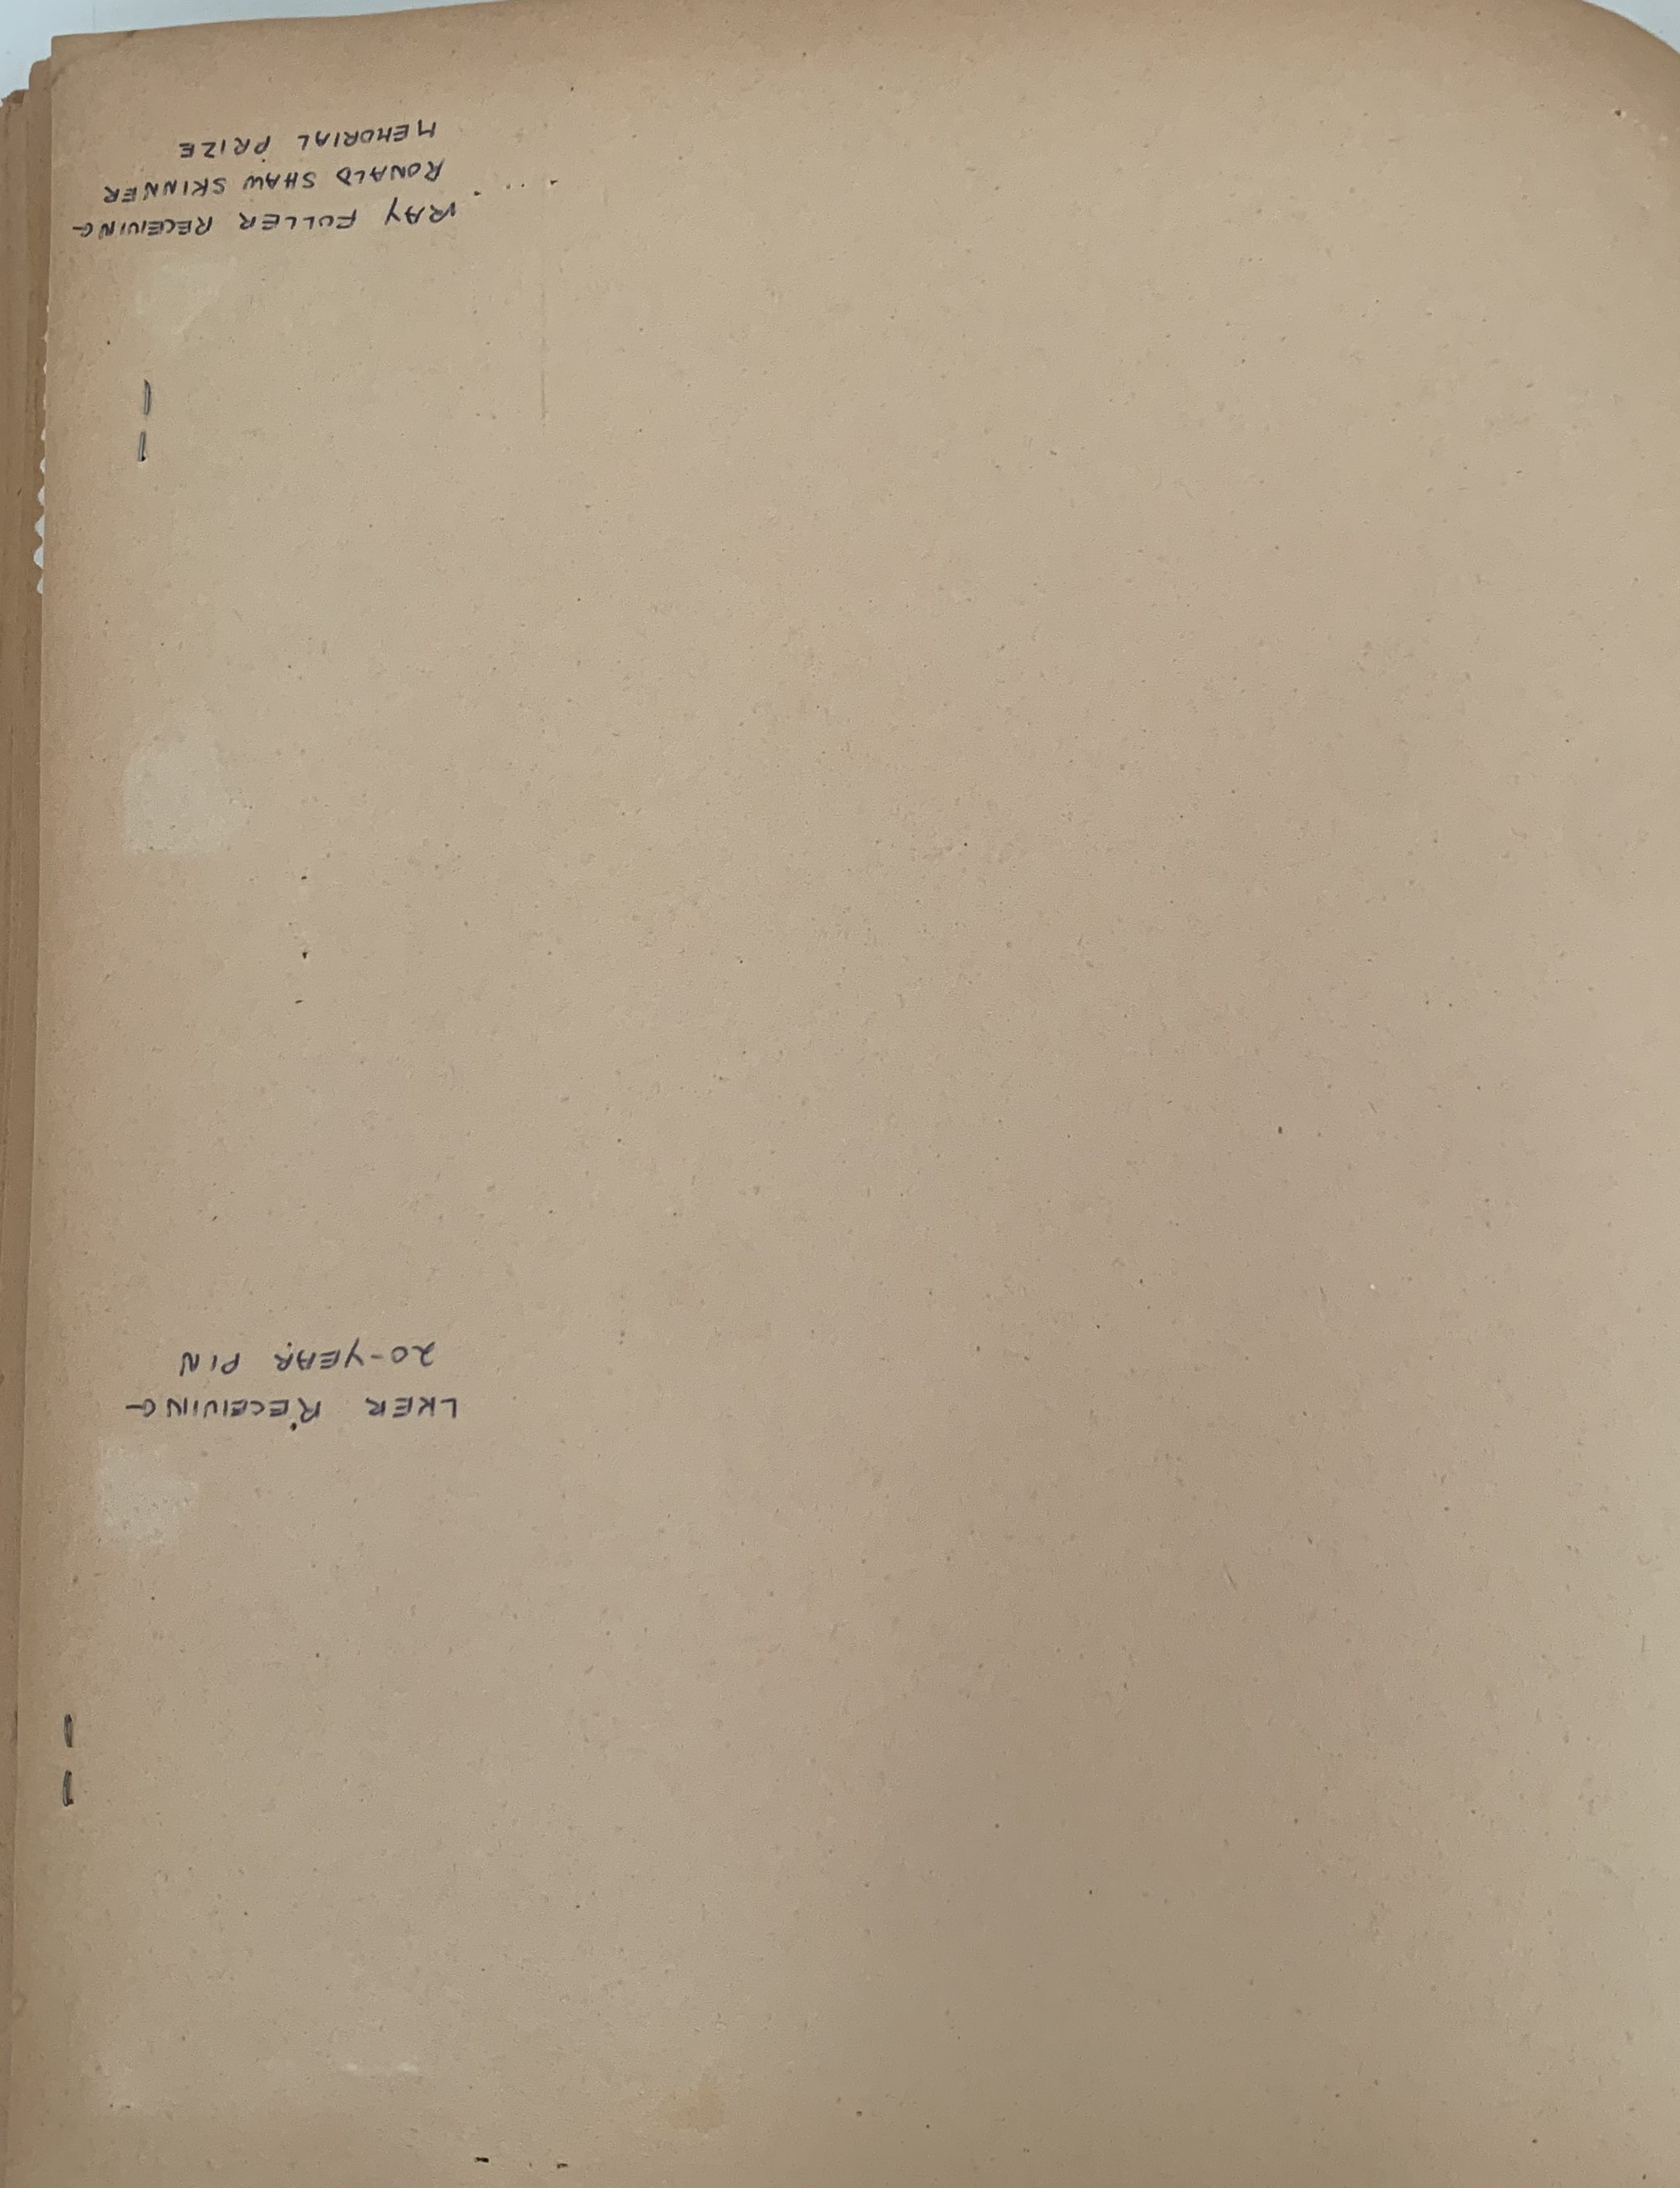 LKER RECEIVING
20-YEAR PIN
RAY FULLER RECEIVING
RONALD SHAW SKINNER
MEMORIAL PRIZE